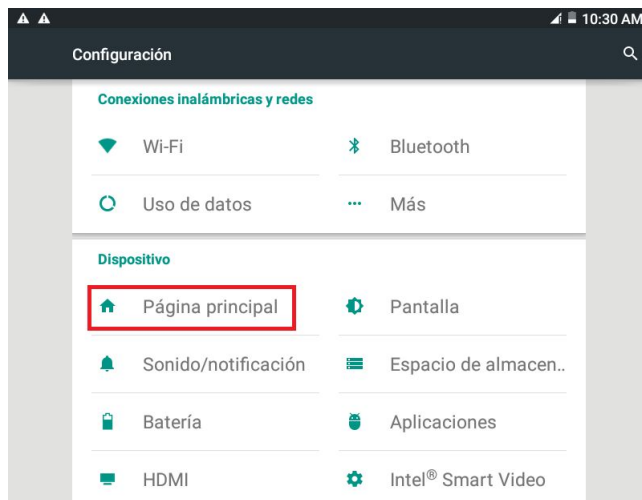 10:30 AM
Configuración
Conexiones inalámbricas y redes
Wi-Fi Bluetooth
Uso de datos Más
Dispositivo
Página principal Pantalla
Sonido/notificación Espacio de almacen..
Batería Aplicaciones
HDMI Intel® Smart Video